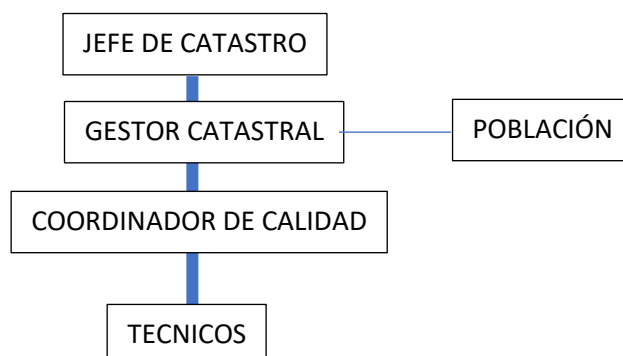 JEFE DE CATASTRO
GESTOR CATASTRAL
POBLACIÓN
COORDINADOR DE CALIDAD
TECNICOS